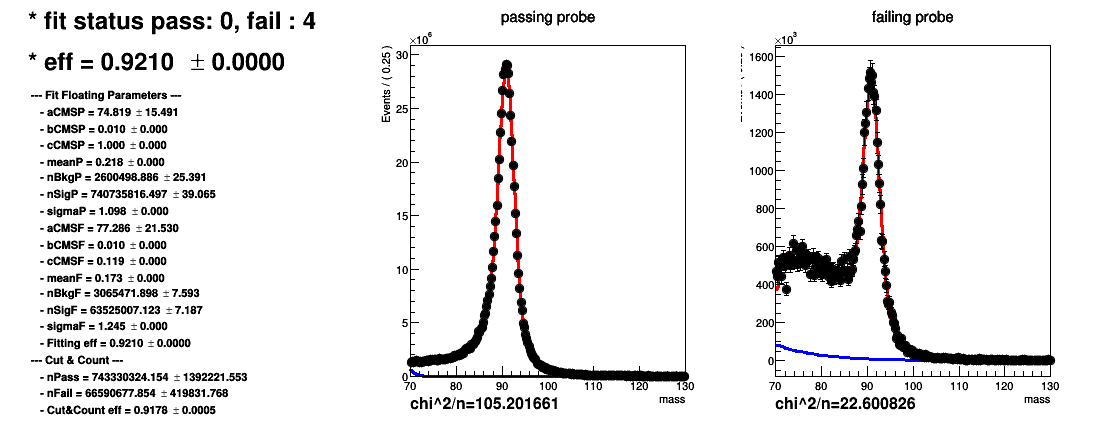 * fit status pass: 0, fail : 4
* eff = 0.9210 ± 0.0000
--- Fit Floating Parameters ---
- aCMSP = 74.819 ± 15.491
- bCMSP = 0.010 ± 0.000
- cCMSP = 1.000 ± 0.000
- meanP = 0.218 ± 0.000
- nBkgP = 2600498.886 ± 25.391
- nSigP = 740735816.497 ± 39.065
- sigmaP = 1.098 ± 0.000
- aCMSF = 77.286 ± 21.530
- bCMSF = 0.010 ± 0.000
- cCMSF = 0.119 ± 0.000
- meanF = 0.173 ± 0.000
- nBkgF = 3065471.898 ± 7.593
- nSigF = 63525007.123 ± 7.187
- sigmaF = 1.245 ± 0.000
- Fitting eff = 0.9210 ± 0.0000
--- Cut & Count ---
- nPass = 743330324.154 ± 1392221.553
- nFail = 66590677.854 ± 419831.768
- Cut&Count eff = 0.9178 ± 0.0005
passing probe
×10⁶
Events / ( 0.25 )
30
25
20
15
10
5
0
70 80 90 100 110 120 130
mass
chi^2/n=105.201661
failing probe
×10³
1600
1400
1200
1000
800
600
400
200
0
70 80 90 100 110 120 130
mass
chi^2/n=22.600826